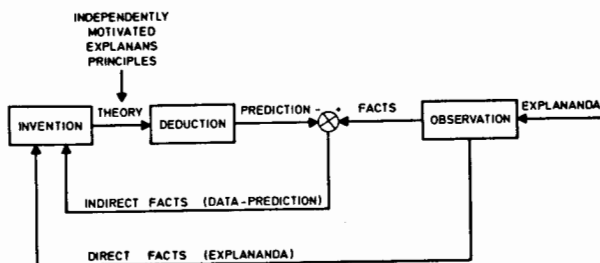 INDEPENDENTLY
MOTIVATED
EXPLANANS
PRINCIPLES
INVENTION
THEORY
DEDUCTION
PREDICTION - +
FACTS
OBSERVATION
EXPLANANDA
INDIRECT FACTS (DATA-PREDICTION)
DIRECT FACTS (EXPLANANDA)